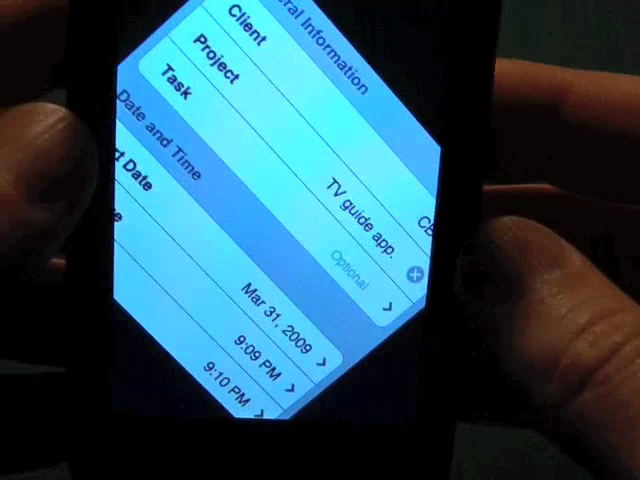 eral Information
Client CB
Project TV guide app.
Task Optional
Date and Time
rt Date Mar 31, 2009
e 9:09 PM
9:10 PM